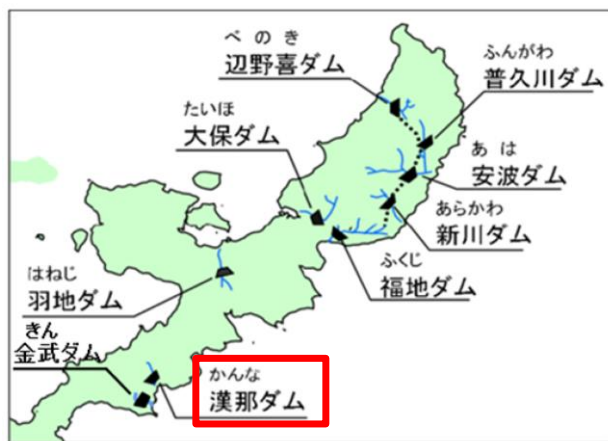 べのき
辺野喜ダム
ふんがわ
普久川ダム
たいほ
大保ダム
あは
安波ダム
あらかわ
新川ダム
ふくじ
福地ダム
はねじ
羽地ダム
きん
金武ダム
かんな
漢那ダム